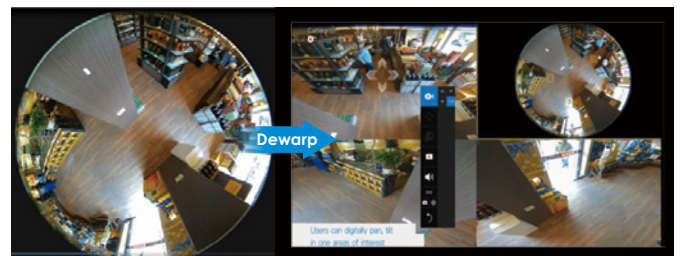 Dewarp
Users can digitally pan, tilt
in one areas of interest